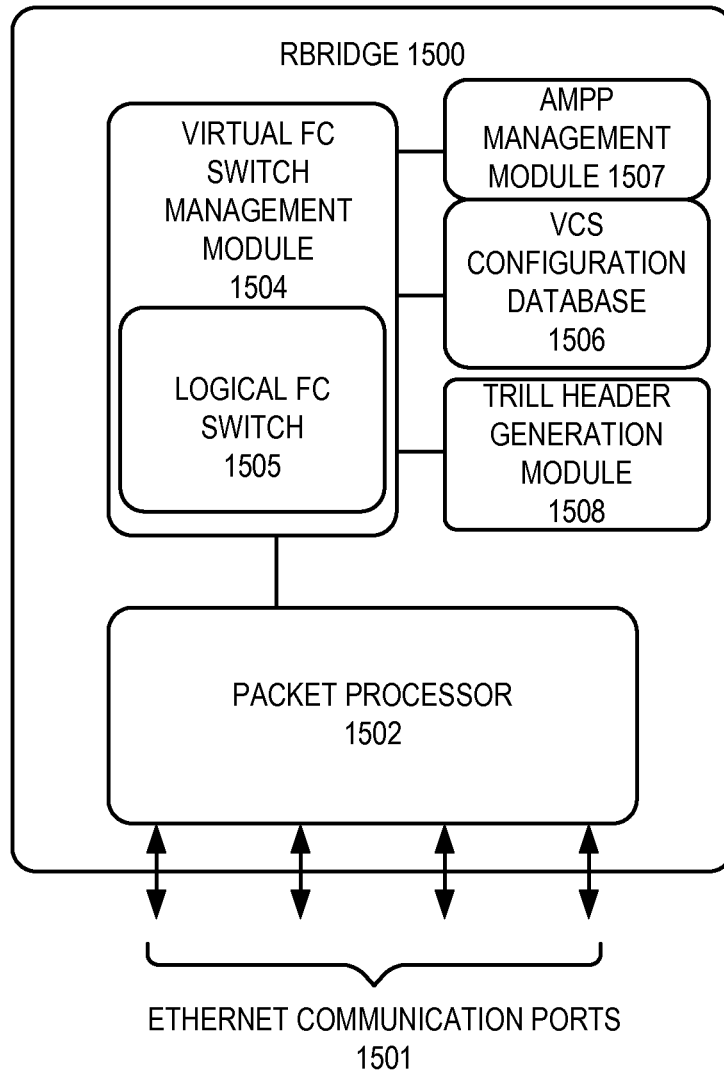 RBRIDGE 1500
VIRTUAL FC
SWITCH
MANAGEMENT
MODULE
1504
LOGICAL FC
SWITCH
1505
AMPP
MANAGEMENT
MODULE 1507
VCS
CONFIGURATION
DATABASE
1506
TRILL HEADER
GENERATION
MODULE
1508
PACKET PROCESSOR
1502
ETHERNET COMMUNICATION PORTS
1501